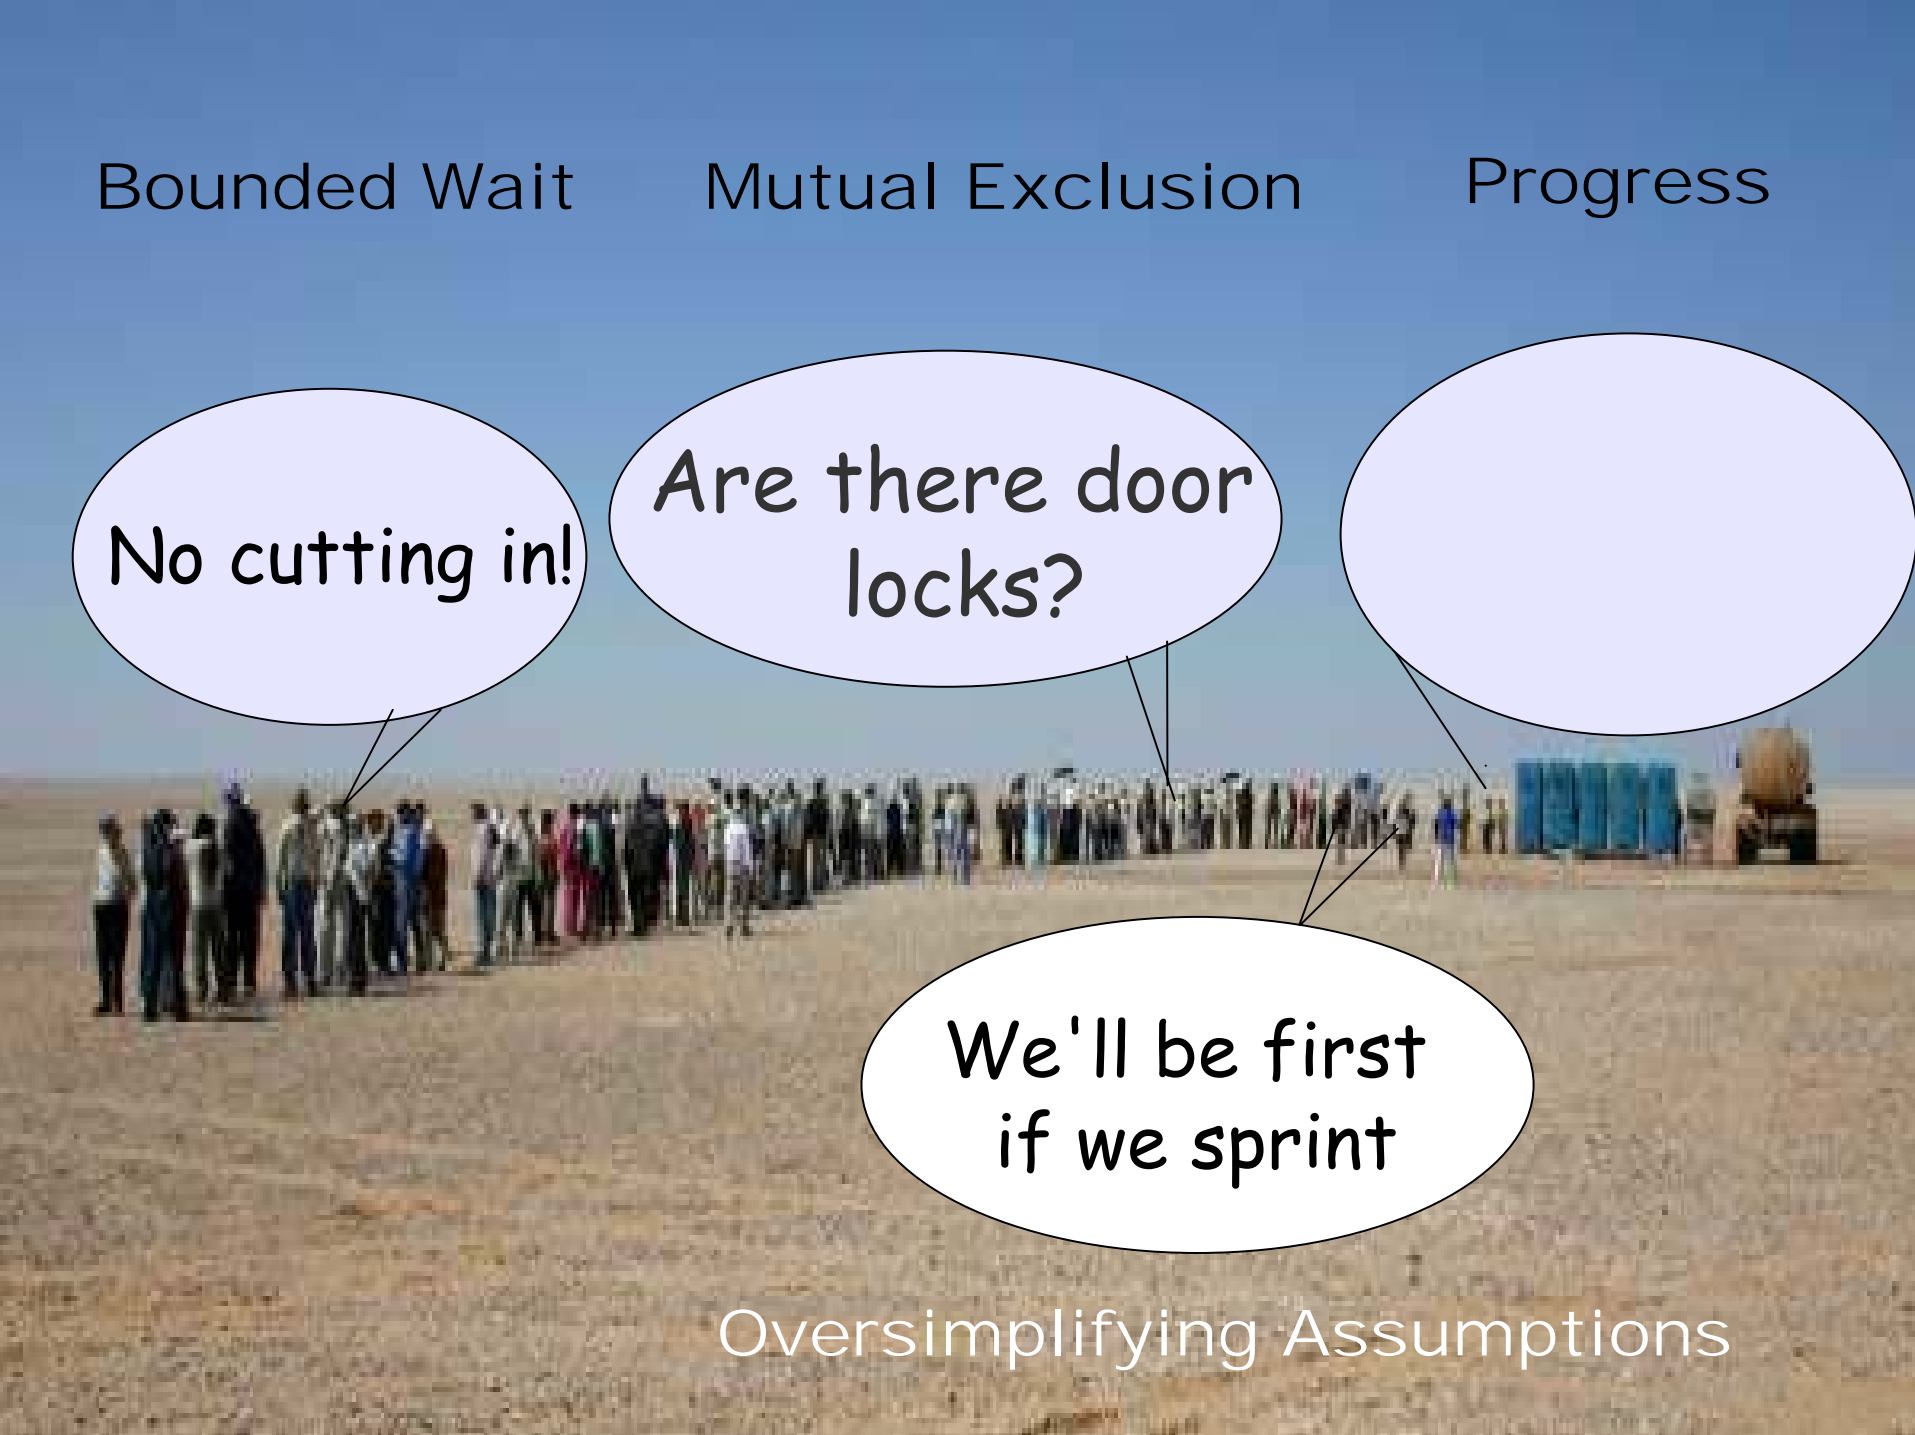 Bounded Wait
Mutual Exclusion
Progress
No cutting in!
Are there door
locks?
We'll be first
if we sprint
Oversimplifying Assumptions